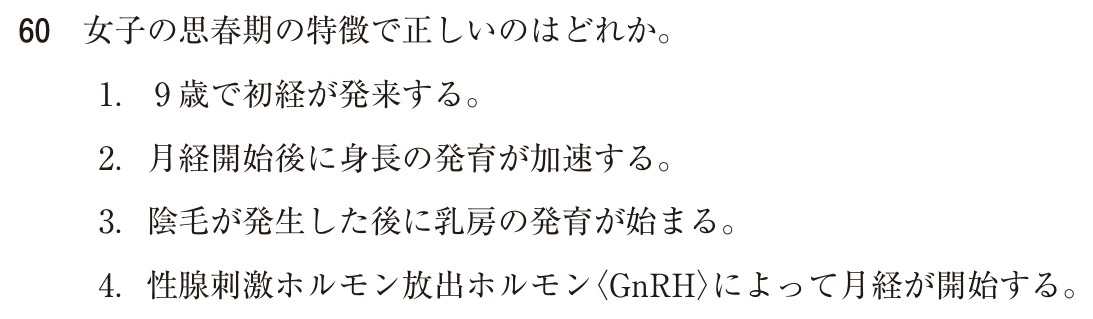 60 女子の思春期の特徴で正しいのはどれか。
1. 9歳で初経が発来する。
2. 月経開始後に身長の発育が加速する。
3. 陰毛が発生した後に乳房の発育が始まる。
4. 性腺刺激ホルモン放出ホルモン〈GnRH〉によって月経が開始する。